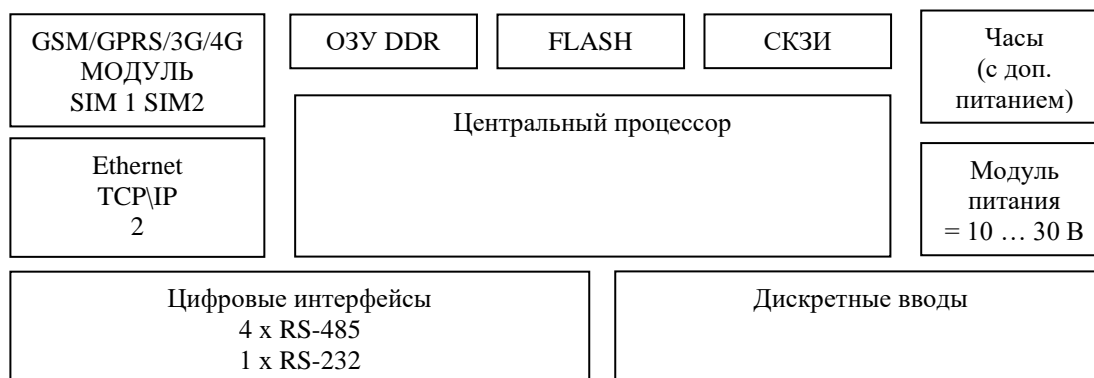 GSM/GPRS/3G/4G
МОДУЛЬ
SIM 1 SIM2
ОЗУ DDR
FLASH
СКЗИ
Часы
(с доп.
питанием)
Центральный процессор
Ethernet
TCP\IP
2
Модуль
питания
= 10 … 30 В
Цифровые интерфейсы
4 x RS-485
1 x RS-232
Дискретные вводы